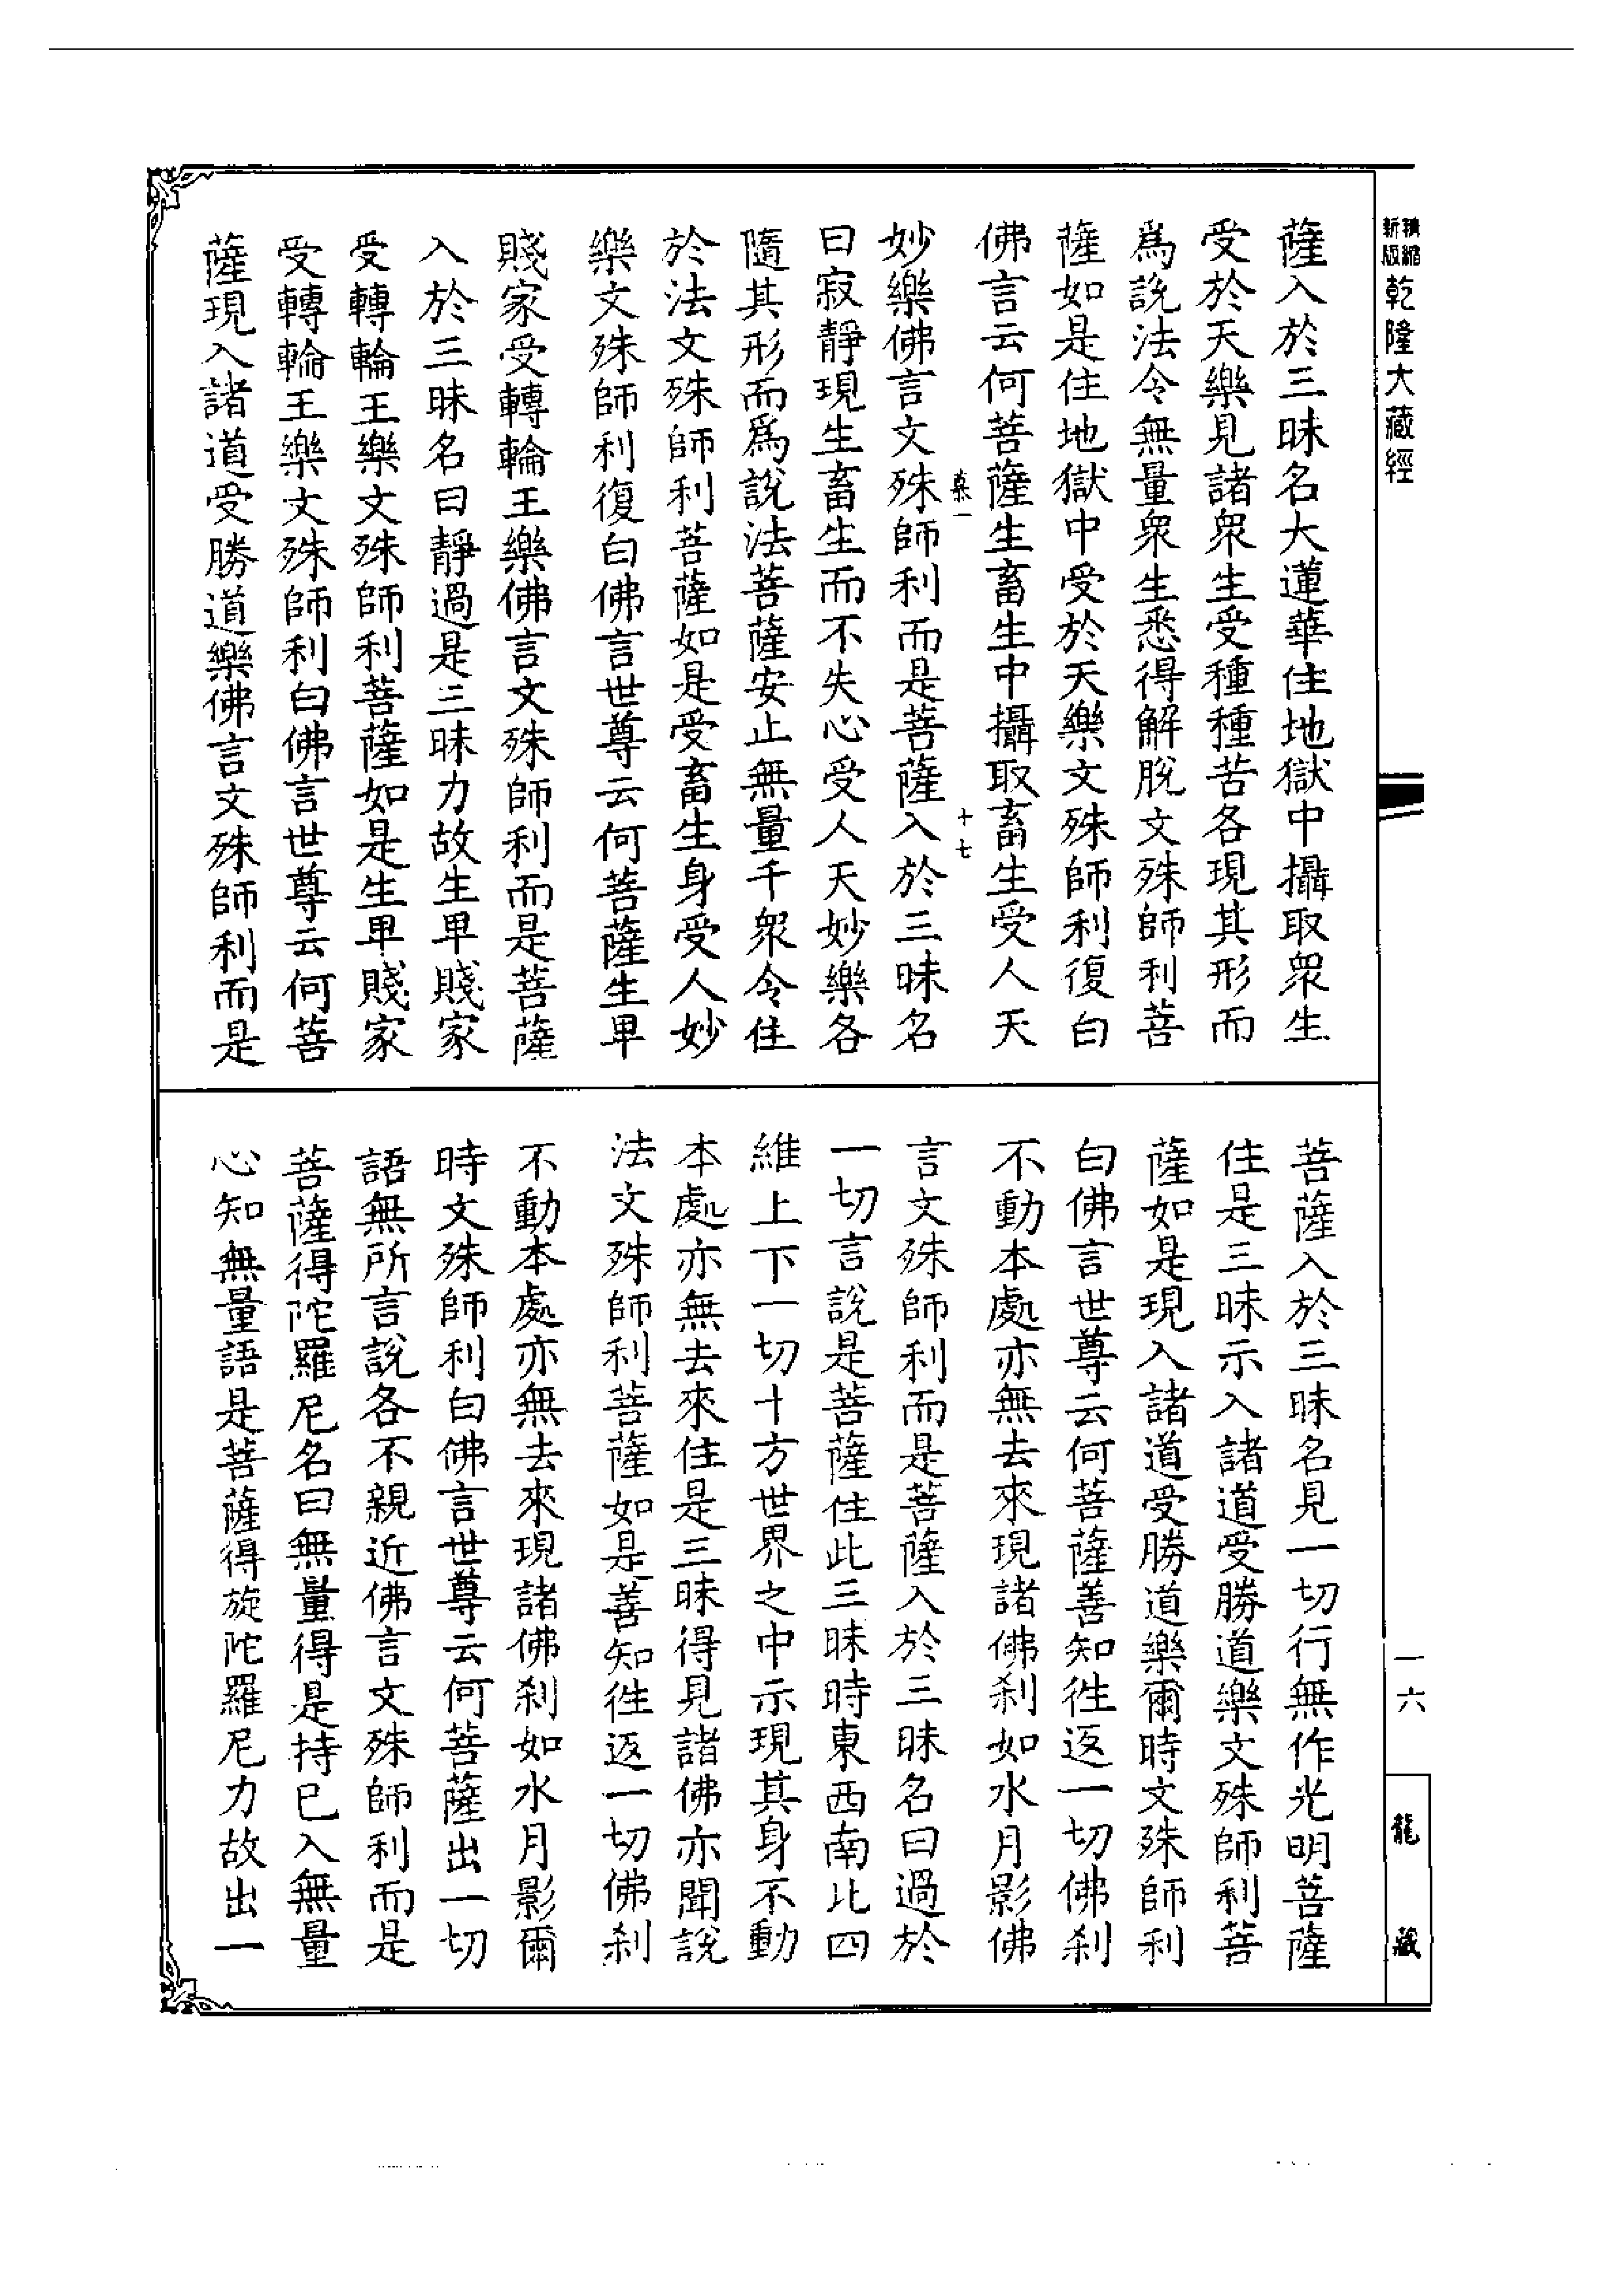 精縮新版乾隆大藏經
薩入於三昧名大蓮華住地獄中攝取眾生
受於天樂見諸眾生受種種苦各現其形而
為說法令無量眾生悉得解脫文殊師利菩
薩如是住地獄中受於天樂文殊師利復白
佛言云何菩薩生畜生中攝取畜生受人天
十七
妙樂佛言文殊師利而是菩薩入於三昧名
曰寂靜現生畜生而不失心受人天妙樂各
隨其形而為說法菩薩安止無量千眾令住
於法文殊師利菩薩如是受畜生身受人妙
樂文殊師利復白佛言世尊云何菩薩生卑
賤家受轉輪王樂佛言文殊師利而是菩薩
入於三昧名曰靜過是三昧力故生卑賤家
受轉輪王樂文殊師利菩薩如是生卑賤家
受轉輪王樂文殊師利白佛言世尊云何菩
薩現入諸道受勝道樂佛言文殊師利而是
菩薩入於三昧名見一切行無作光明菩薩
住是三昧示入諸道受勝道樂文殊師利菩
薩如是現入諸道受勝道樂爾時文殊師利
白佛言世尊云何菩薩善知往返一切佛刹
不動本處亦無去來現諸佛刹如水月影佛
言文殊師利而是菩薩入於三昧名曰過於
一切言說是菩薩住此三昧時東西南北四
維上下一切十方世界之中示現其身不動
本處亦無去來住是三昧得見諸佛亦聞說
法文殊師利菩薩如是善知往返一切佛刹
不動本處亦無去來現諸佛刹如水月影爾
時文殊師利白佛言世尊云何菩薩出一切
語無所言說各不親近佛言文殊師利而是
菩薩得陀羅尼名曰無量得是持已入無量
心知無量語是菩薩得旋陀羅尼力故出一
一六
龍藏